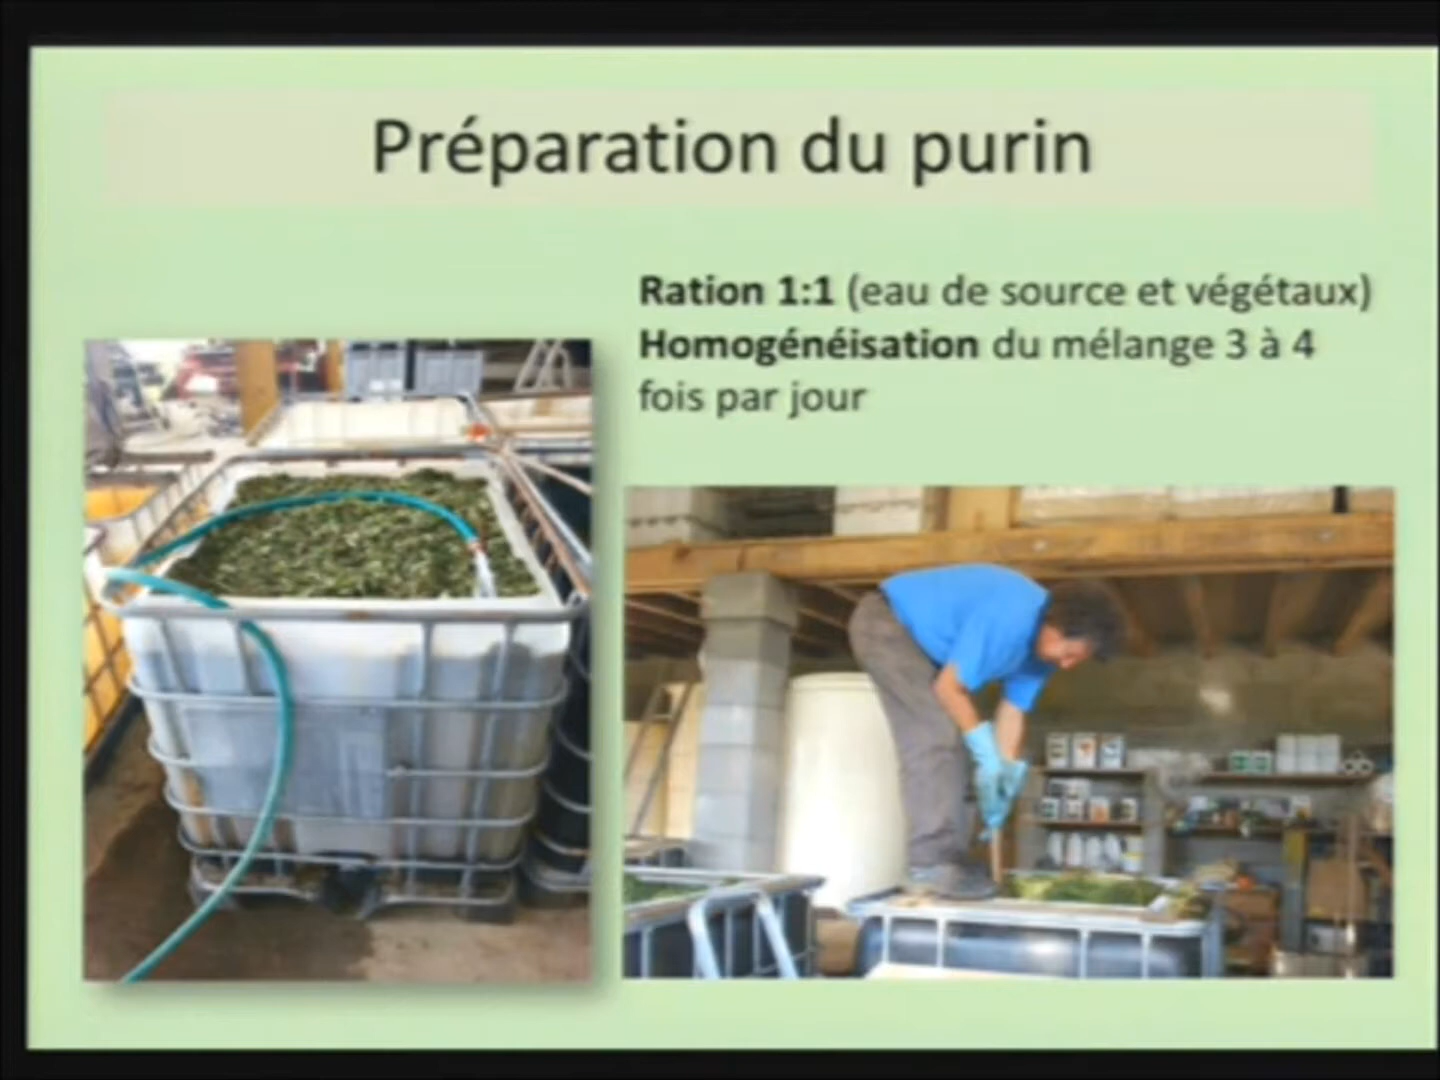 Préparation du purin
Ration 1:1 (eau de source et végétaux)
Homogénéisation du mélange 3 à 4
fois par jour